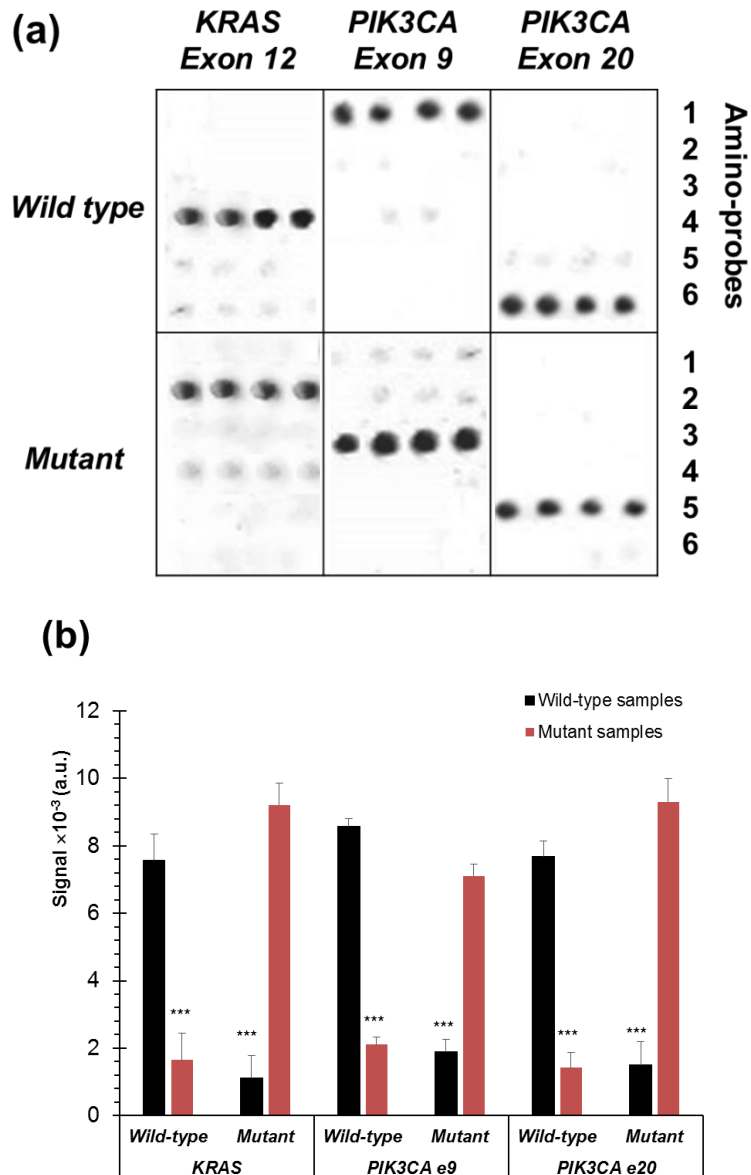 (a)
KRAS PIK3CA PIK3CA
Exon 12 Exon 9 Exon 20
Wild type
1
2
3
4
5
6
Amino-probes
Mutant
1
2
3
4
5
6
(b)
Wild-type samples
Mutant samples
Signal ×10⁻³ (a.u.)
12
10
8
6
4
2
0
*** *** *** *** *** ***
Wild-type Mutant Wild-type Mutant Wild-type Mutant
KRAS PIK3CA e9 PIK3CA e20